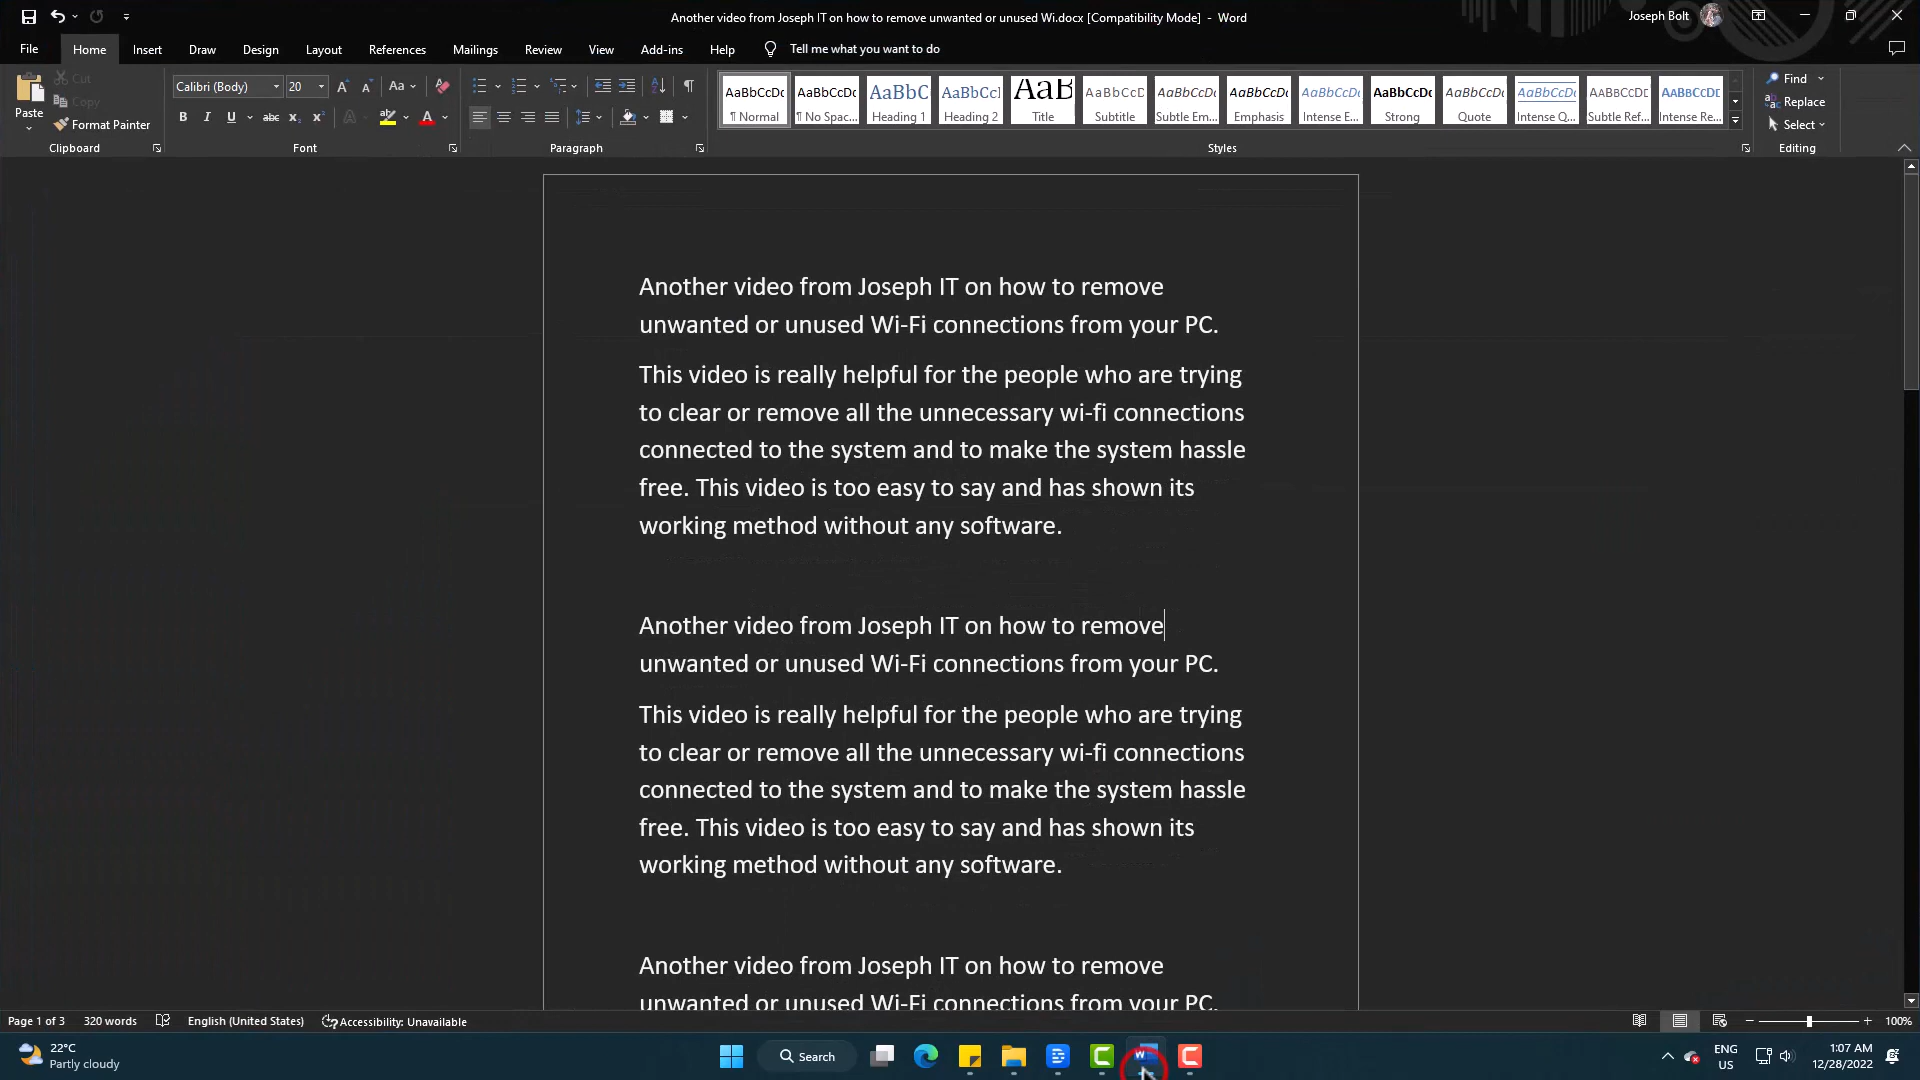 Another video from Joseph IT on how to remove unwanted or unused Wi.docx [Compatibility Mode] - Word
Joseph Bolt
File Home Insert Draw Design Layout References Mailings Review View Add-ins Help Tell me what you want to do
Paste
Cut
Copy
Format Painter
Clipboard
Calibri (Body) 20
Font
Paragraph
AaBbCcDc AaBbCcDc AaBbC AaBbCc AaB AaBbCcD AaBbCcDc AaBbCcDc AaBbCcDc AaBbCcDc AaBbCcDc AaBbCcDc AABBCCDE AABBCCDE
¶ Normal ¶ No Spac... Heading 1 Heading 2 Title Subtitle Subtle Em... Emphasis Intense E... Strong Quote Intense Q... Subtle Ref... Intense Re...
Styles
Find
Replace
Select
Editing
Another video from Joseph IT on how to remove
unwanted or unused Wi-Fi connections from your PC.
This video is really helpful for the people who are trying
to clear or remove all the unnecessary wi-fi connections
connected to the system and to make the system hassle
free. This video is too easy to say and has shown its
working method without any software.
Another video from Joseph IT on how to remove
unwanted or unused Wi-Fi connections from your PC.
This video is really helpful for the people who are trying
to clear or remove all the unnecessary wi-fi connections
connected to the system and to make the system hassle
free. This video is too easy to say and has shown its
working method without any software.
Another video from Joseph IT on how to remove
unwanted or unused Wi-Fi connections from your PC.
Page 1 of 3 320 words English (United States) Accessibility: Unavailable 100%
22°C
Partly cloudy
Search
ENG
US
1:07 AM
12/28/2022